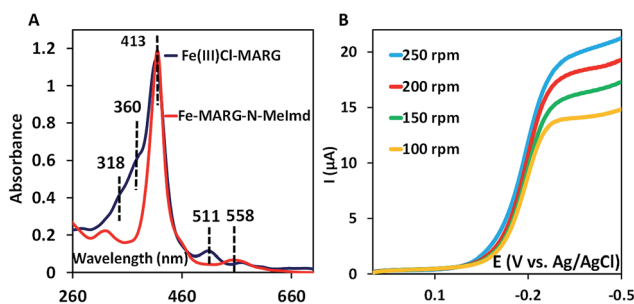 A
1.2
1
0.8
0.6
0.4
0.2
0
Absorbance
413
360
318
511
558
Fe(III)Cl-MARG
Fe-MARG-N-MeImd
Wavelength (nm)
260
460
660
B
20
15
10
5
0
I (µA)
250 rpm
200 rpm
150 rpm
100 rpm
E (V vs. Ag/AgCl)
0.1
-0.2
-0.5